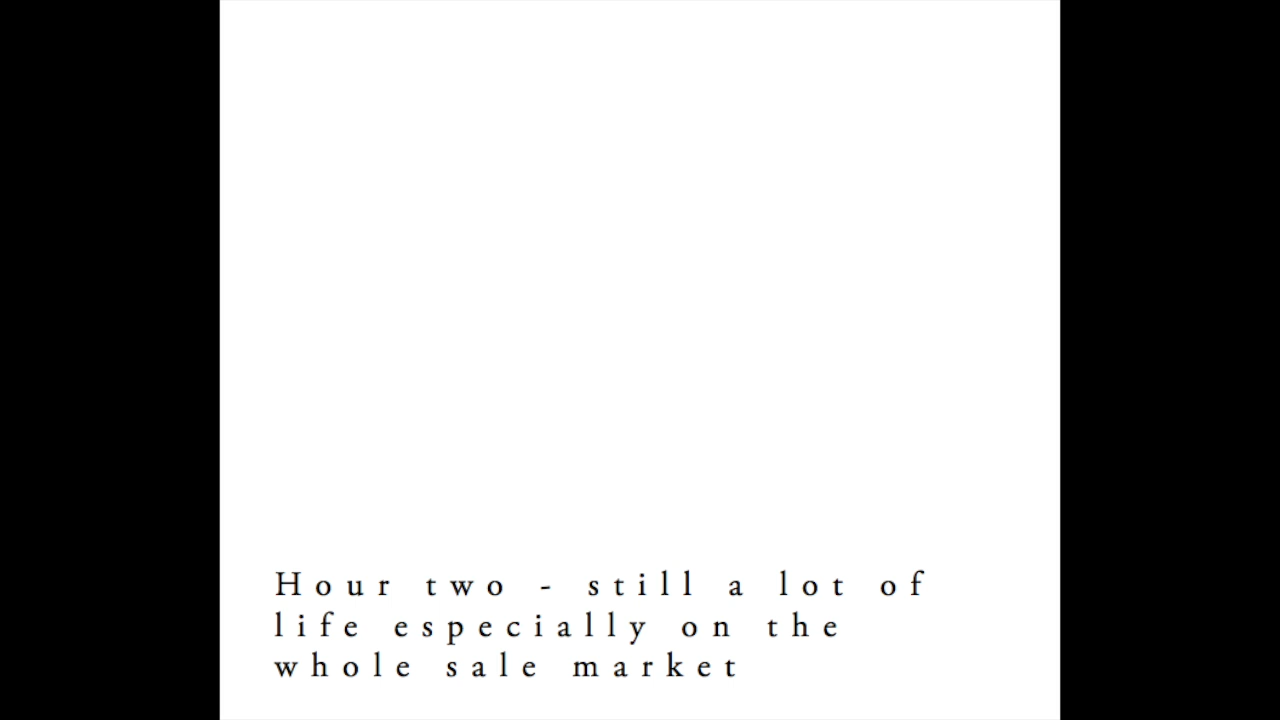 Hour two - still a lot of
life especially on the
whole sale market